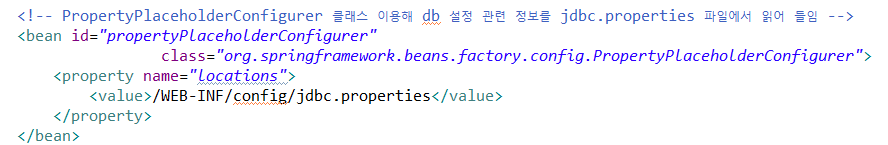 <!-- PropertyPlaceholderConfigurer 클래스 이용해 db 설정 관련 정보를 jdbc.properties 파일에서 읽어 들임 -->
<bean id="propertyPlaceholderConfigurer"
class="org.springframework.beans.factory.config.PropertyPlaceholderConfigurer">
<property name="locations">
<value>/WEB-INF/config/jdbc.properties</value>
</property>
</bean>